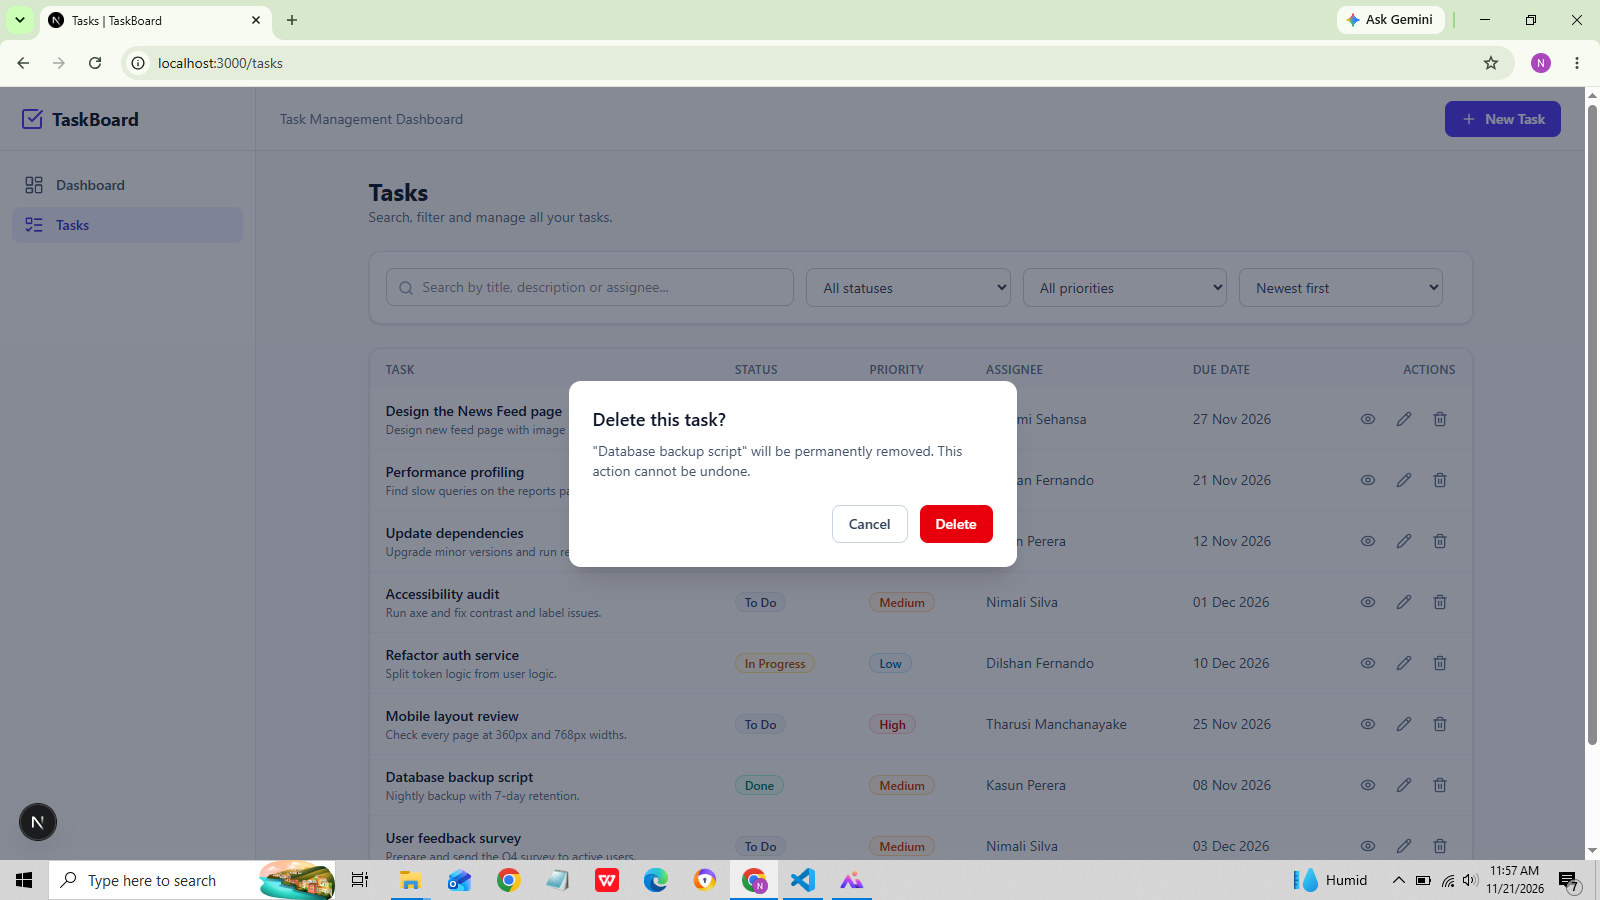 Tasks | TaskBoard
Ask Gemini
localhost:3000/tasks
N
TaskBoard
Task Management Dashboard
New Task
Dashboard
Tasks
Tasks
Search, filter and manage all your tasks.
Search by title, description or assignee...
All statuses
All priorities
Newest first
TASK STATUS PRIORITY ASSIGNEE DUE DATE ACTIONS
Design the News Feed page
Design new feed page with image
mi Sehansa
27 Nov 2026
Performance profiling
Find slow queries on the reports
an Fernando
21 Nov 2026
Update dependencies
Upgrade minor versions and run
n Perera
12 Nov 2026
Delete this task?
"Database backup script" will be permanently removed. This
action cannot be undone.
Cancel
Delete
Accessibility audit
Run axe and fix contrast and label issues.
To Do
Medium
Nimali Silva
01 Dec 2026
Refactor auth service
Split token logic from user logic.
In Progress
Low
Dilshan Fernando
10 Dec 2026
Mobile layout review
Check every page at 360px and 768px widths.
To Do
High
Tharusi Manchanayake
25 Nov 2026
Database backup script
Nightly backup with 7-day retention.
Done
Medium
Kasun Perera
08 Nov 2026
User feedback survey
Prepare and send the Q4 survey to active users.
To Do
Medium
Nimali Silva
03 Dec 2026
N
Type here to search
W
N
Humid
11:57 AM
11/21/2026
7